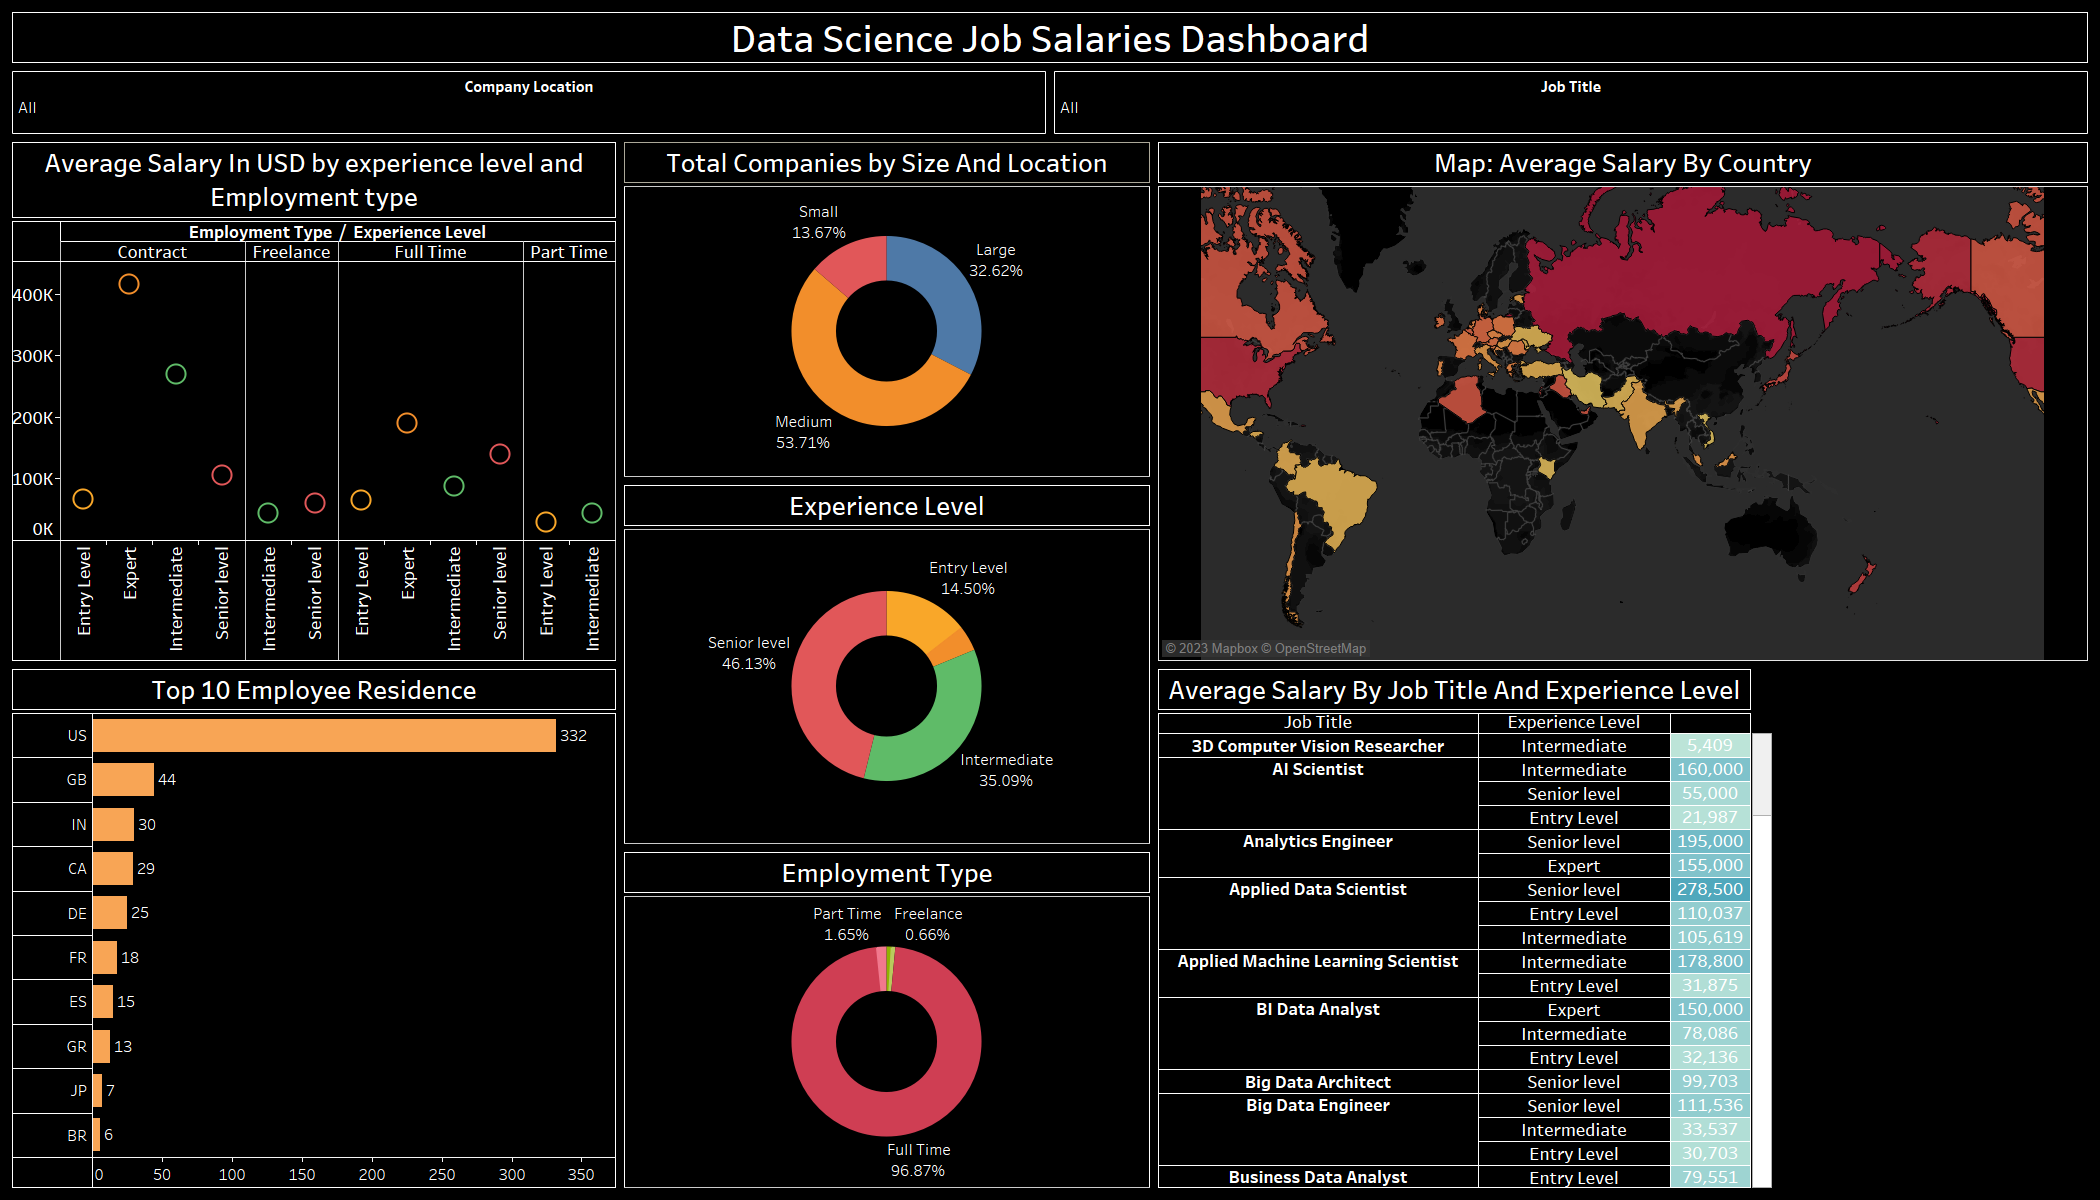 Data Science Job Salaries Dashboard
Company Location
All
Job Title
All
Average Salary In USD by experience level and
Employment type
Employment Type / Experience Level
Contract Freelance Full Time Part Time
400K
300K
200K
100K
0K
Entry Level
Expert
Intermediate
Senior level
Intermediate
Senior level
Entry Level
Expert
Intermediate
Senior level
Entry Level
Intermediate
Top 10 Employee Residence
US 332
GB 44
IN 30
CA 29
DE 25
FR 18
ES 15
GR 13
JP 7
BR 6
0 50 100 150 200 250 300 350
Total Companies by Size And Location
Small
13.67%
Large
32.62%
Medium
53.71%
Experience Level
Entry Level
14.50%
Senior level
46.13%
Intermediate
35.09%
Employment Type
Part Time
1.65%
Freelance
0.66%
Full Time
96.87%
Map: Average Salary By Country
© 2023 Mapbox © OpenStreetMap
Average Salary By Job Title And Experience Level
Job Title Experience Level
3D Computer Vision Researcher Intermediate 5,409
AI Scientist Intermediate 160,000
Senior level 55,000
Entry Level 21,987
Analytics Engineer Senior level 195,000
Expert 155,000
Applied Data Scientist Senior level 278,500
Entry Level 110,037
Intermediate 105,619
Applied Machine Learning Scientist Intermediate 178,800
Entry Level 31,875
BI Data Analyst Expert 150,000
Intermediate 78,086
Entry Level 32,136
Big Data Architect Senior level 99,703
Big Data Engineer Senior level 111,536
Intermediate 33,537
Entry Level 30,703
Business Data Analyst Entry Level 79,551